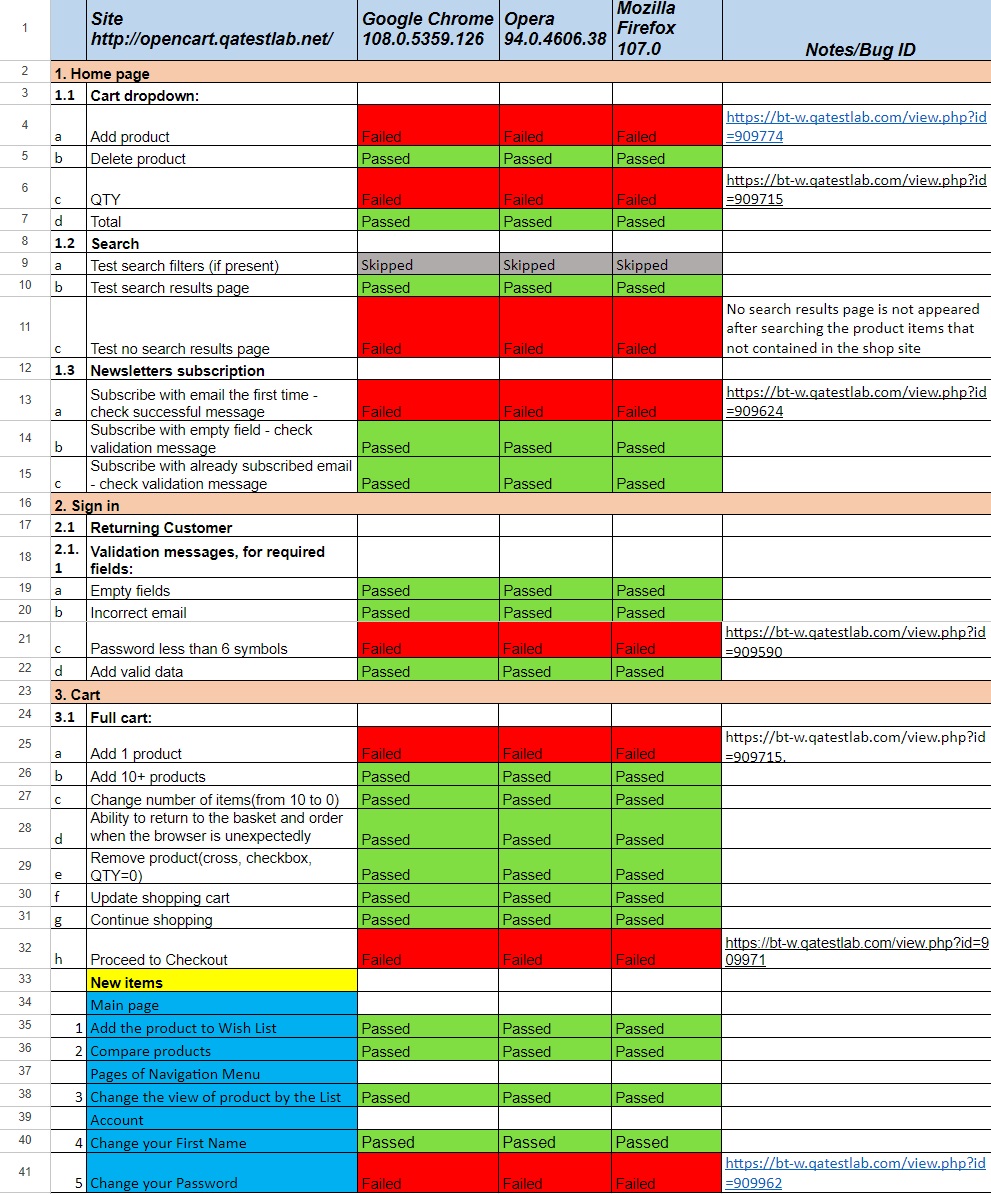 1 Site http://opencart.qatestlab.net/ Google Chrome 108.0.5359.126 Opera 94.0.4606.38 Mozilla Firefox 107.0 Notes/Bug ID
2 1. Home page
3 1.1 Cart dropdown:
4 a Add product Failed Failed Failed https://bt-w.qatestlab.com/view.php?id=909774
5 b Delete product Passed Passed Passed
6 c QTY Failed Failed Failed https://bt-w.qatestlab.com/view.php?id=909715
7 d Total Passed Passed Passed
8 1.2 Search
9 a Test search filters (if present) Skipped Skipped Skipped
10 b Test search results page Passed Passed Passed
11 c Test no search results page Failed Failed Failed No search results page is not appeared after searching the product items that not contained in the shop site
12 1.3 Newsletters subscription
13 a Subscribe with email the first time - check successful message Failed Failed Failed https://bt-w.qatestlab.com/view.php?id=909624
14 b Subscribe with empty field - check validation message Passed Passed Passed
15 c Subscribe with already subscribed email - check validation message Passed Passed Passed
16 2. Sign in
17 2.1 Returning Customer
18 2.1.1 Validation messages, for required fields:
19 a Empty fields Passed Passed Passed
20 b Incorrect email Passed Passed Passed
21 c Password less than 6 symbols Failed Failed Failed https://bt-w.qatestlab.com/view.php?id=909590
22 d Add valid data Passed Passed Passed
23 3. Cart
24 3.1 Full cart:
25 a Add 1 product Failed Failed Failed https://bt-w.qatestlab.com/view.php?id=909715.
26 b Add 10+ products Passed Passed Passed
27 c Change number of items(from 10 to 0) Passed Passed Passed
28 d Ability to return to the basket and order when the browser is unexpectedly Passed Passed Passed
29 e Remove product(cross, checkbox, QTY=0) Passed Passed Passed
30 f Update shopping cart Passed Passed Passed
31 g Continue shopping Passed Passed Passed
32 h Proceed to Checkout Failed Failed Failed https://bt-w.qatestlab.com/view.php?id=909971
33 New items
34 Main page
35 1 Add the product to Wish List Passed Passed Passed
36 2 Compare products Passed Passed Passed
37 Pages of Navigation Menu
38 3 Change the view of product by the List Passed Passed Passed
39 Account
40 4 Change your First Name Passed Passed Passed
41 5 Change your Password Failed Failed Failed https://bt-w.qatestlab.com/view.php?id=909962